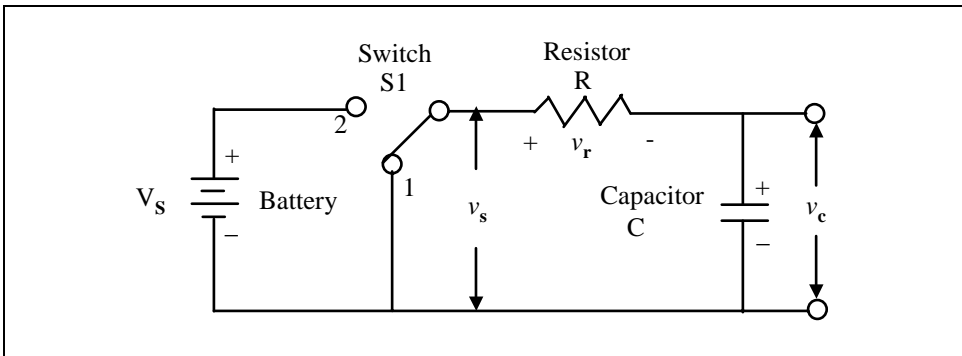 Switch
S1
Resistor
R
2
+ v_r -
1
+
V_S
Battery
–
v_s
Capacitor
C
+
–
v_c